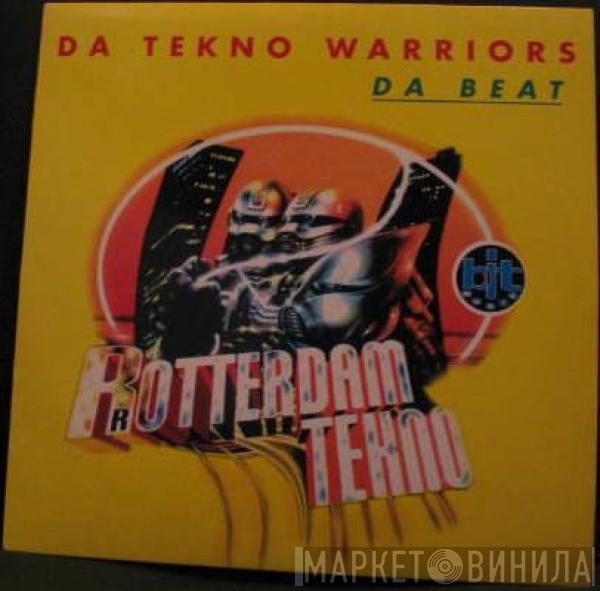 DA TEKNO WARRIORS
DA BEAT
bit
ROTTERDAM
R
TEKNO
МАРКЕТ ВИНИЛА